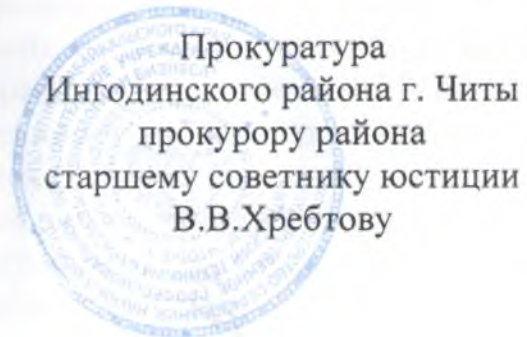 Прокуратура
Ингодинского района г. Читы
прокурору района
старшему советнику юстиции
В.В.Хребтову